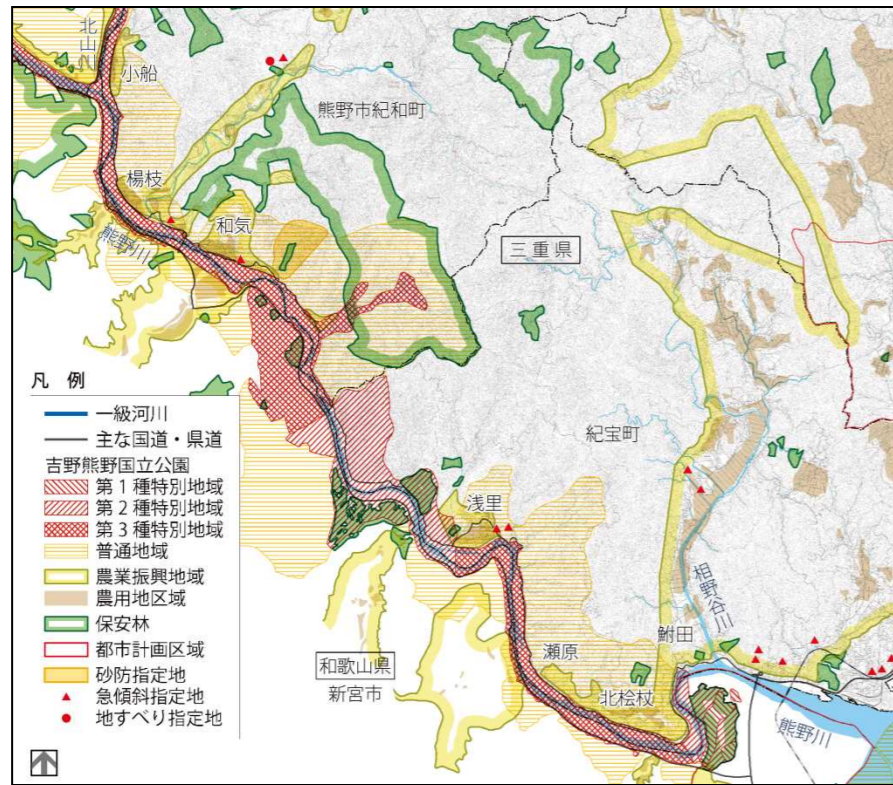 北山川
小船
熊野市紀和町
楊枝
和気
熊野川
三重県
紀宝町
浅里
相野谷川
鮒田
瀬原
北桧杖
和歌山県
新宮市
熊野川
凡 例
一級河川
主な国道・県道
吉野熊野国立公園
第1種特別地域
第2種特別地域
第3種特別地域
普通地域
農業振興地域
農用地区域
保安林
都市計画区域
砂防指定地
急傾斜指定地
地すべり指定地